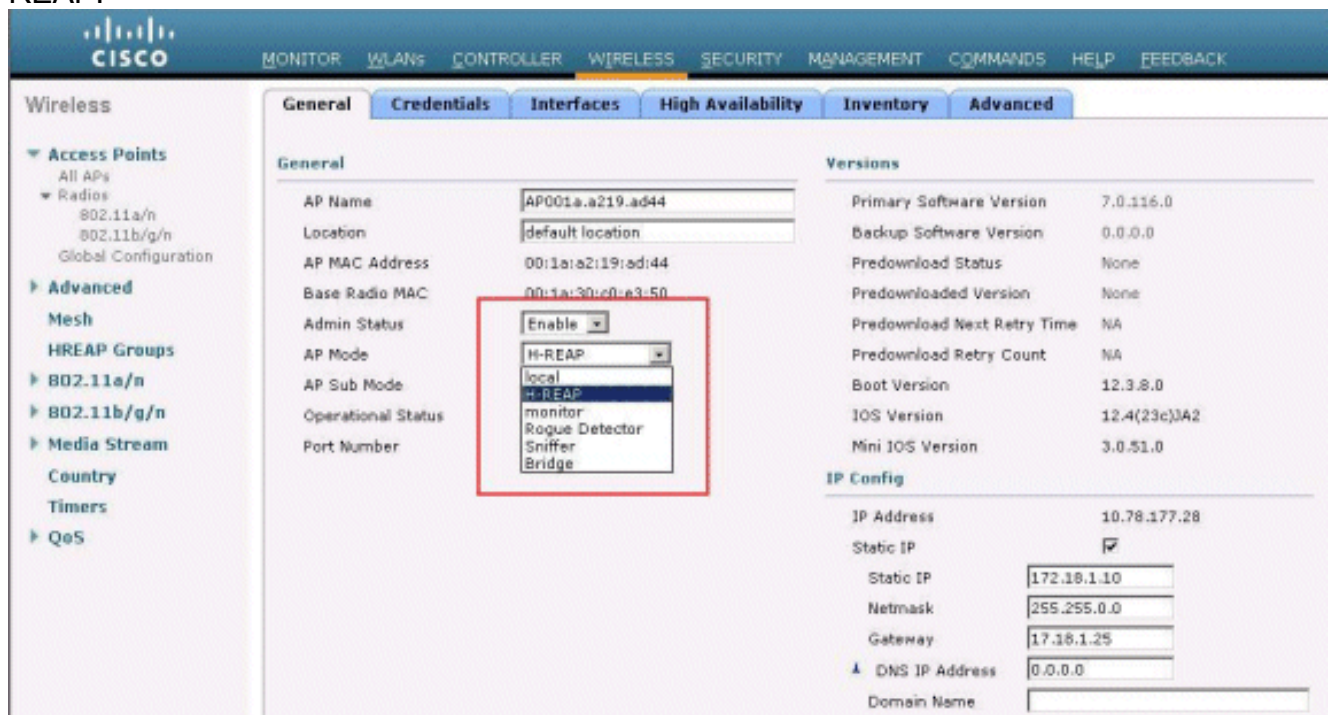 CISCO
MONITOR WLANs CONTROLLER WIRELESS SECURITY MANAGEMENT COMMANDS HELP FEEDBACK
Wireless
Access Points
All APs
Radios
802.11a/n
802.11b/g/n
Global Configuration
Advanced
Mesh
HREAP Groups
802.11a/n
802.11b/g/n
Media Stream
Country
Timers
QoS
General Credentials Interfaces High Availability Inventory Advanced
General
AP Name AP001a.a219.ad44
Location default location
AP MAC Address 00:1a:a2:19:ad:44
Base Radio MAC 00:1a:30:c0:e3:50
Admin Status Enable
AP Mode H-REAP
local
H-REAP
monitor
Rogue Detector
Sniffer
Bridge
AP Sub Mode
Operational Status
Port Number
Versions
Primary Software Version 7.0.116.0
Backup Software Version 0.0.0.0
Predownload Status None
Predownloaded Version None
Predownload Next Retry Time NA
Predownload Retry Count NA
Boot Version 12.3.8.0
IOS Version 12.4(23c)JA2
Mini IOS Version 3.0.51.0
IP Config
IP Address 10.78.177.28
Static IP
Static IP 172.18.1.10
Netmask 255.255.0.0
Gateway 17.18.1.25
DNS IP Address 0.0.0.0
Domain Name